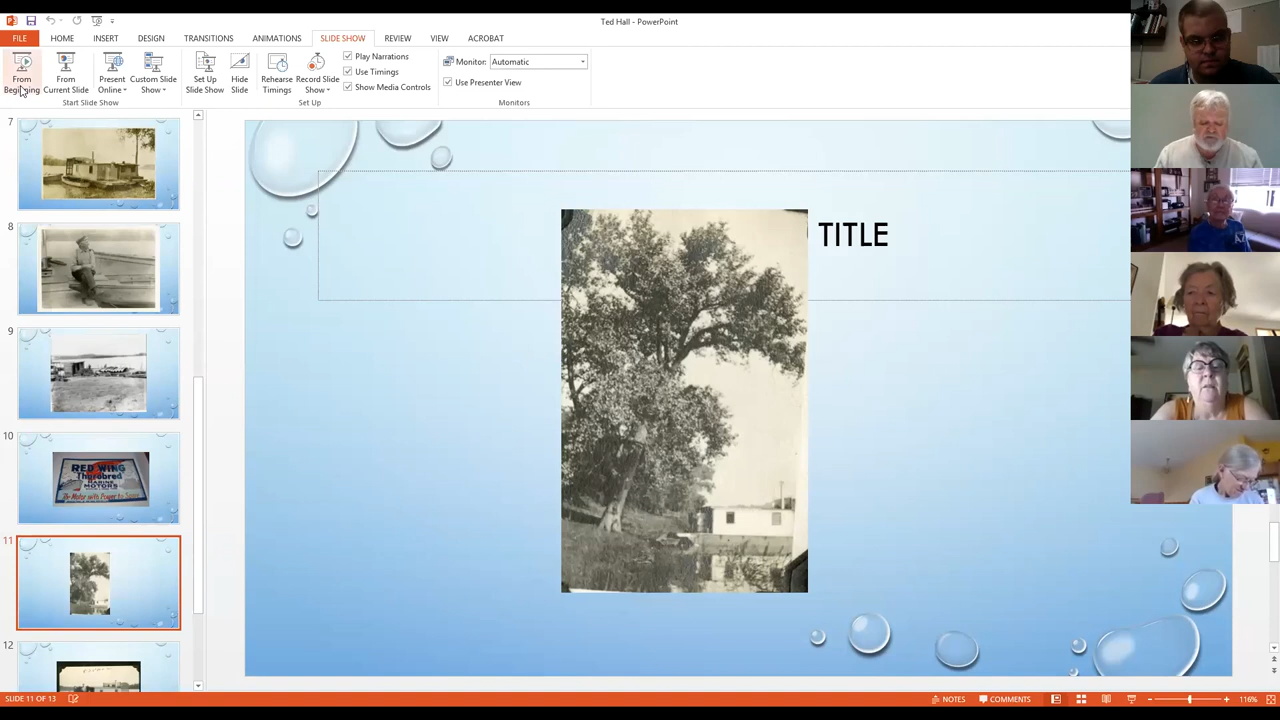 Ted Hall - PowerPoint
FILE HOME INSERT DESIGN TRANSITIONS ANIMATIONS SLIDE SHOW REVIEW VIEW ACROBAT
From Beginning
From Current Slide
Present Online
Custom Slide Show
Set Up Slide Show
Hide Slide
Rehearse Timings
Record Slide Show
Play Narrations
Use Timings
Show Media Controls
Monitor: Automatic
Use Presenter View
Start Slide Show
Set Up
Monitors
7
8
9
10
RED WING
Thorobred
MARINE
MOTORS
11
12
TITLE
SLIDE 11 OF 13
NOTES
COMMENTS
116%